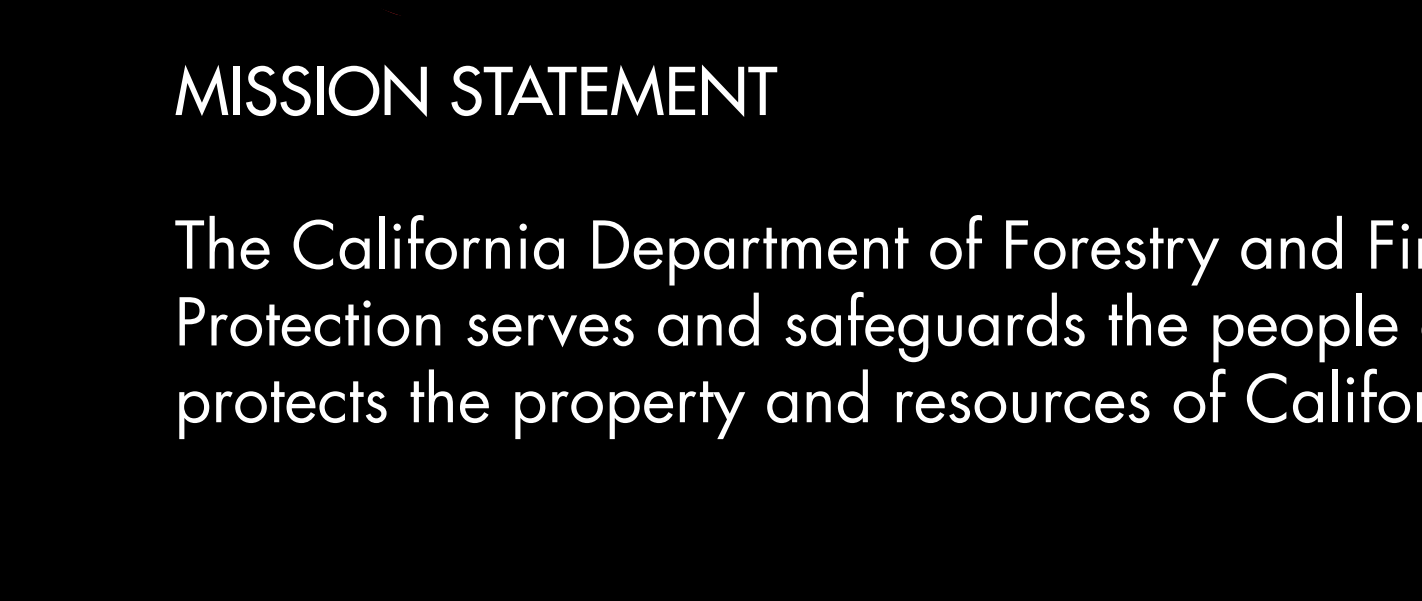 MISSION STATEMENT
The California Department of Forestry and
Protection serves and safeguards the people
protects the property and resources of